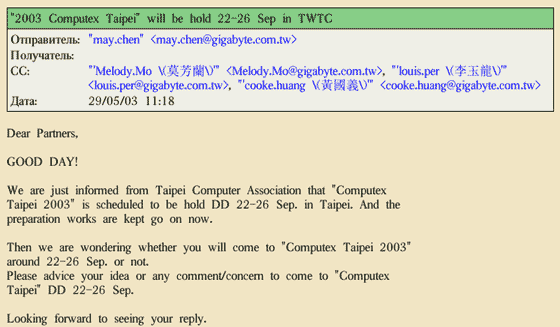 "2003 Computex Taipei" will be hold 22-26 Sep in TWTC
Отправитель: "may.chen" <may.chen@gigabyte.com.tw>
Получатель:
CC: "'Melody.Mo \(莫芳蘭\)'" <Melody.Mo@gigabyte.com.tw>, "'louis.per \(李玉龍\)'"
<louis.per@gigabyte.com.tw>, "'cooke.huang \(黃國義\)'" <cooke.huang@gigabyte.com.tw>
Дата: 29/05/03 11:18
Dear Partners,
GOOD DAY!
We are just informed from Taipei Computer Association that "Computex
Taipei 2003" is scheduled to be hold DD 22-26 Sep. in Taipei. And the
preparation works are kept go on now.
Then we are wondering whether you will come to "Computex Taipei 2003"
around 22-26 Sep. or not.
Please advice your idea or any comment/concern to come to "Computex
Taipei" DD 22-26 Sep.
Looking forward to seeing your reply.